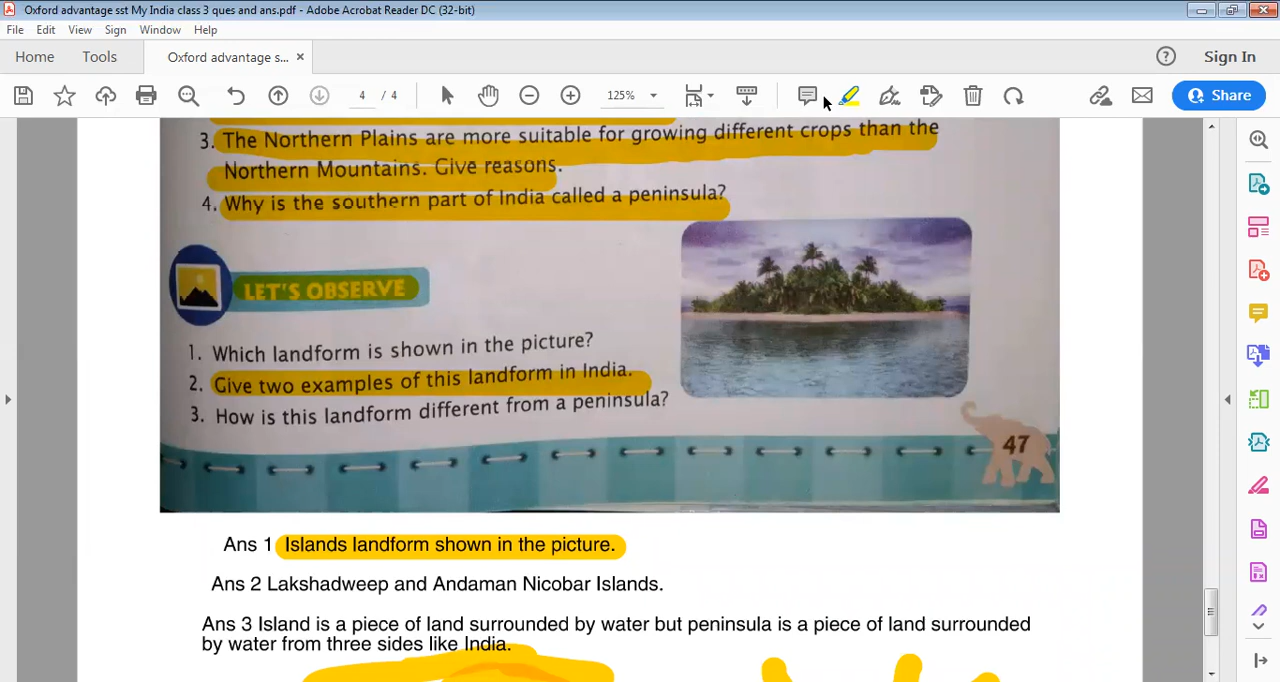 Oxford advantage sst My India class 3 ques and ans.pdf - Adobe Acrobat Reader DC (32-bit)
File Edit View Sign Window Help
Home Tools Oxford advantage s... × Sign In
4 / 4 125% Share
3. The Northern Plains are more suitable for growing different crops than the
Northern Mountains. Give reasons.
4. Why is the southern part of India called a peninsula?
LET'S OBSERVE
1. Which landform is shown in the picture?
2. Give two examples of this landform in India.
3. How is this landform different from a peninsula?
47
Ans 1 Islands landform shown in the picture.
Ans 2 Lakshadweep and Andaman Nicobar Islands.
Ans 3 Island is a piece of land surrounded by water but peninsula is a piece of land surrounded
by water from three sides like India.